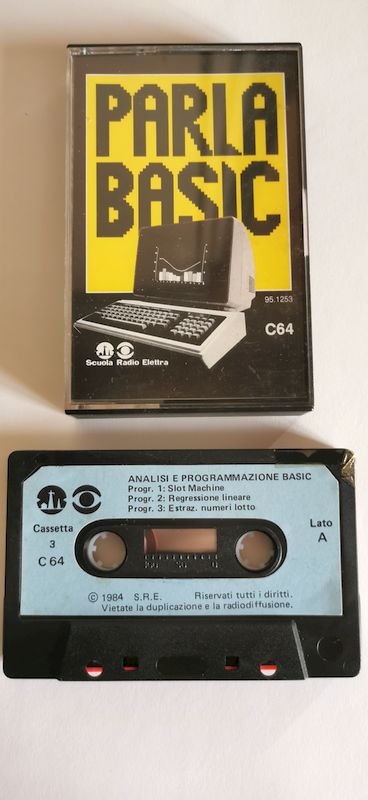 PARLA
BASIC
95.1253
C64
Scuola Radio Elettra
ANALISI E PROGRAMMAZIONE BASIC
Progr. 1: Slot Machine
Progr. 2: Regressione lineare
Progr. 3: Estraz. numeri lotto
Cassetta
3
C 64
Lato
A
© 1984 S.R.E. Riservati tutti i diritti.
Vietate la duplicazione e la radiodiffusione.